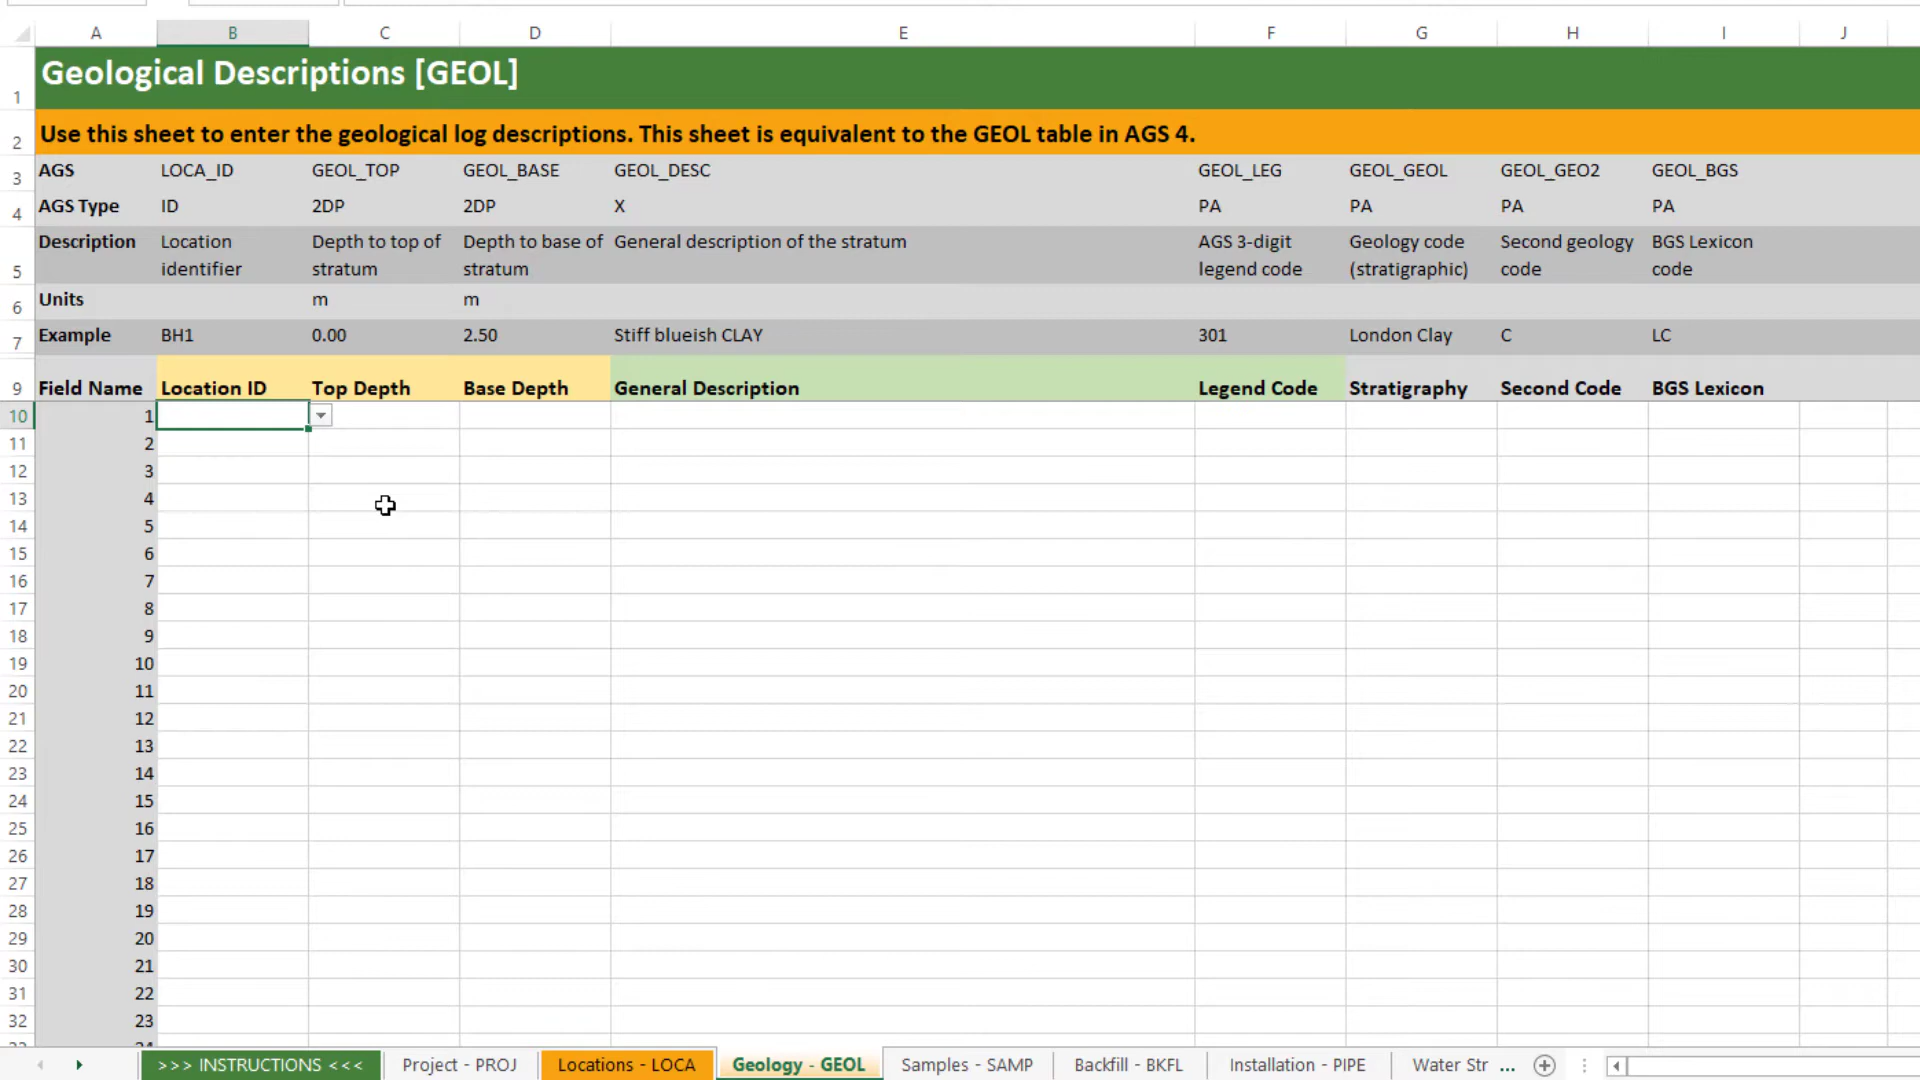 A B C D E F G H I J
1 Geological Descriptions [GEOL]
2 Use this sheet to enter the geological log descriptions. This sheet is equivalent to the GEOL table in AGS 4.
3 AGS LOCA_ID GEOL_TOP GEOL_BASE GEOL_DESC GEOL_LEG GEOL_GEOL GEOL_GEO2 GEOL_BGS
4 AGS Type ID 2DP 2DP X PA PA PA PA
Description Location Depth to top of Depth to base of General description of the stratum AGS 3-digit Geology code Second geology BGS Lexicon
5 identifier stratum stratum legend code (stratigraphic) code code
6 Units m m
7 Example BH1 0.00 2.50 Stiff blueish CLAY 301 London Clay C LC
9 Field Name Location ID Top Depth Base Depth General Description Legend Code Stratigraphy Second Code BGS Lexicon
10 1
11 2
12 3
13 4
14 5
15 6
16 7
17 8
18 9
19 10
20 11
21 12
22 13
23 14
24 15
25 16
26 17
27 18
28 19
29 20
30 21
31 22
32 23
>>> INSTRUCTIONS <<< Project - PROJ Locations - LOCA Geology - GEOL Samples - SAMP Backfill - BKFL Installation - PIPE Water Str ...